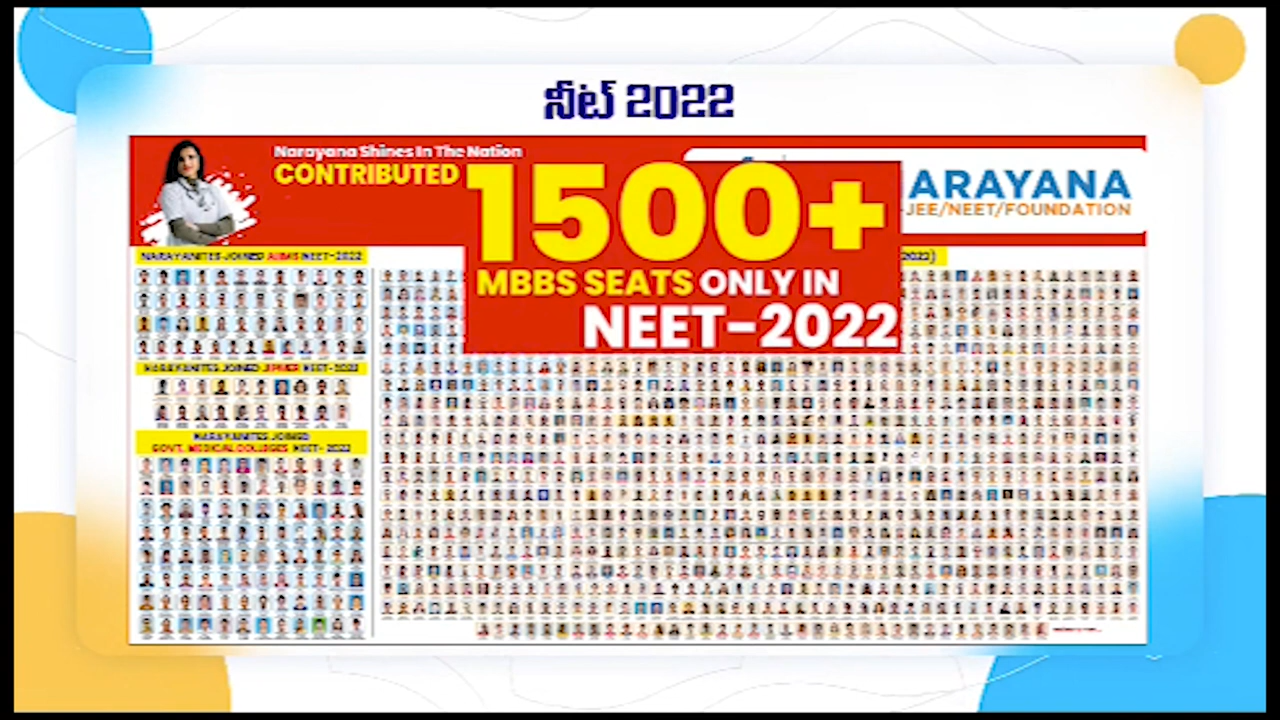 నీట్ 2022
Narayana Shines In The Nation
CONTRIBUTED
1500+
MBBS SEATS ONLY IN
NEET-2022
ARAYANA
JEE/NEET/FOUNDATION
NARAYANITES JOINED AIIMS NEET-2022
2022)
NARAYANITES JOINED JIPMER NEET-2022
NARAYANITES JOINED
GOVT. MEDICAL COLLEGES NEET- 2022